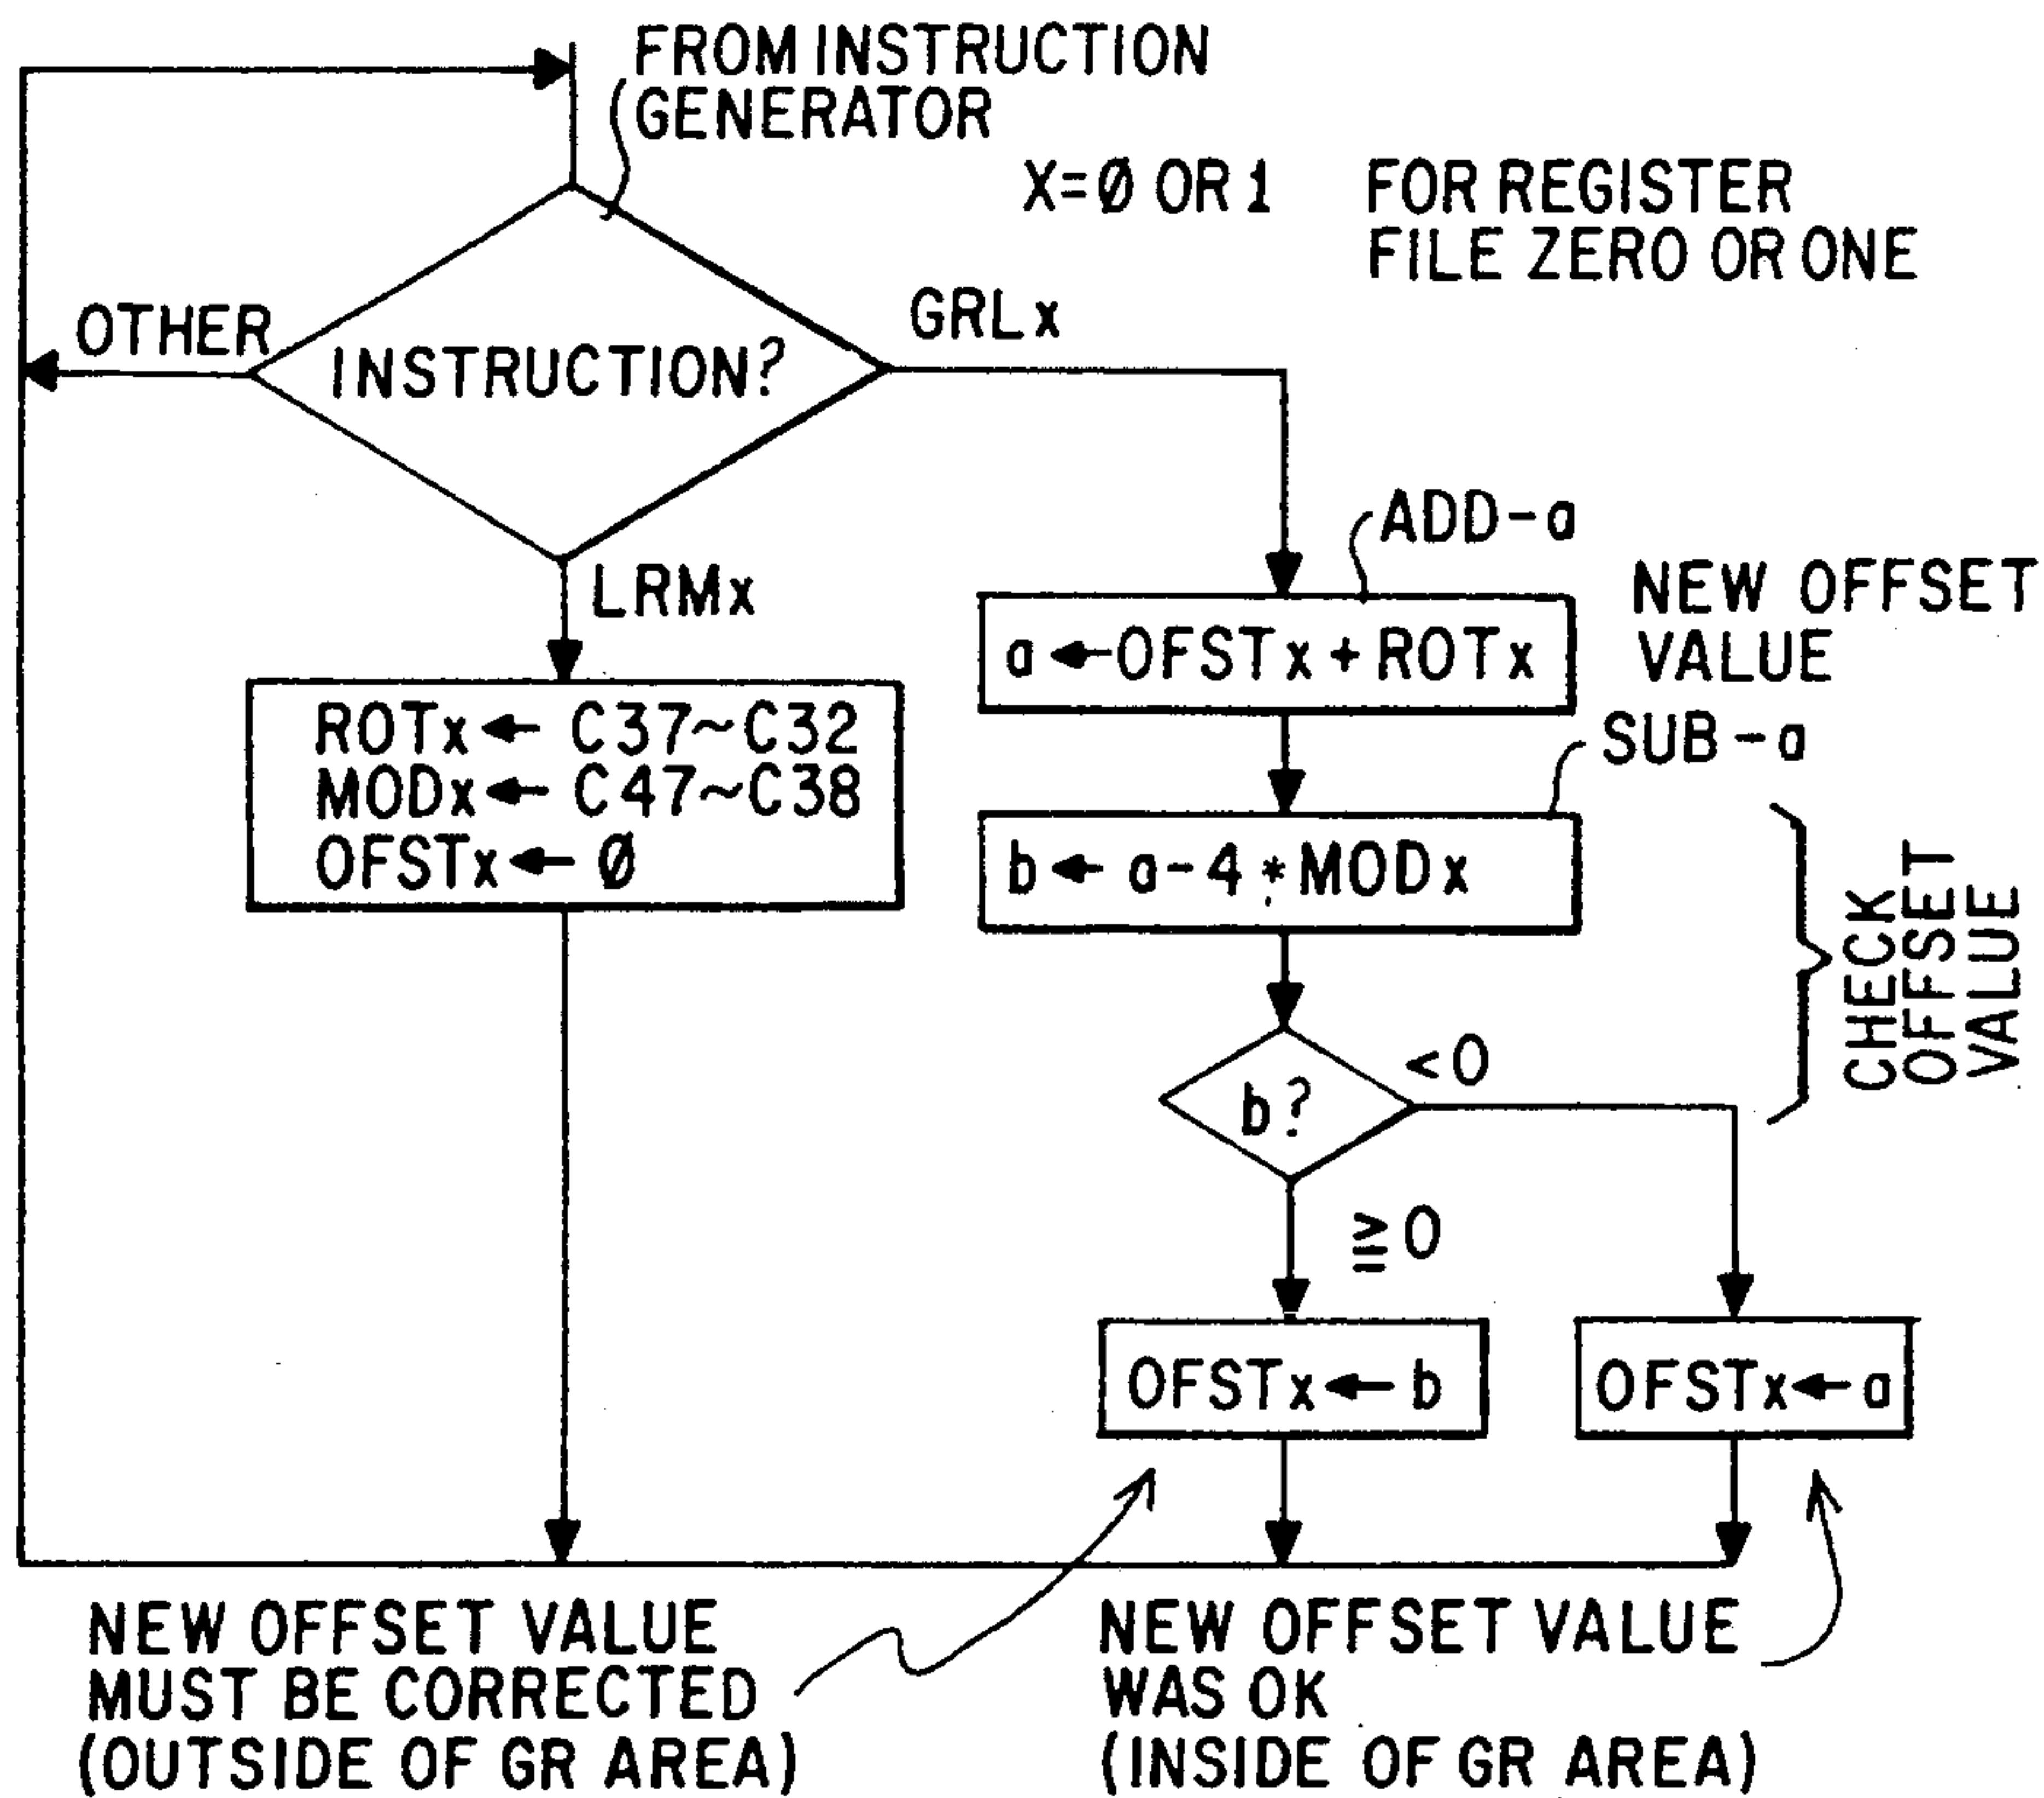 FROM INSTRUCTION
GENERATOR
X=Ø OR 1
FOR REGISTER
FILE ZERO OR ONE
OTHER
INSTRUCTION?
GRLx
LRMx
ADD-a
a←OFSTx+ROTx
NEW OFFSET
VALUE
ROTx← C37~C32
MODx← C47~C38
OFSTx← Ø
SUB-a
b← a-4*MODx
CHECK
OFFSET
VALUE
b?
<0
≧0
OFSTx←b
OFSTx←a
NEW OFFSET VALUE
MUST BE CORRECTED
(OUTSIDE OF GR AREA)
NEW OFFSET VALUE
WAS OK
(INSIDE OF GR AREA)